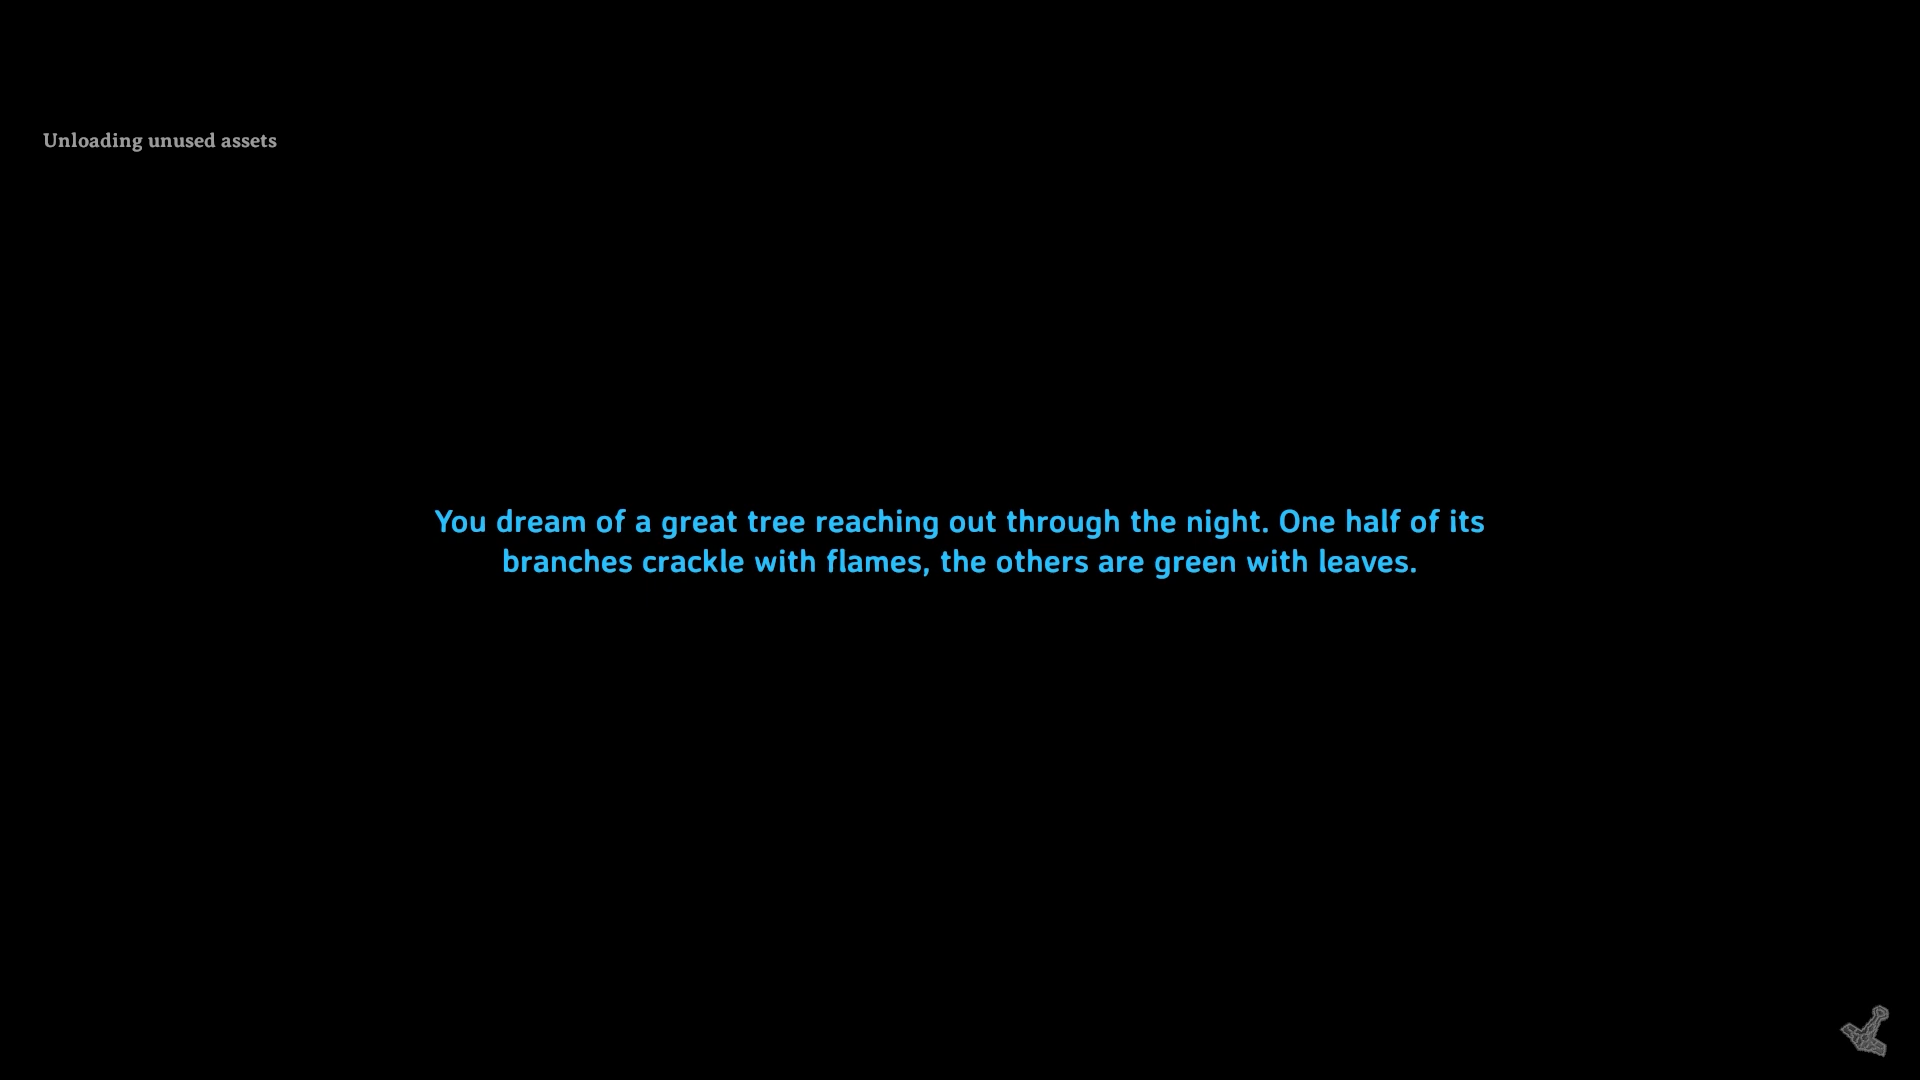 Unloading unused assets
You dream of a great tree reaching out through the night. One half of its
branches crackle with flames, the others are green with leaves.